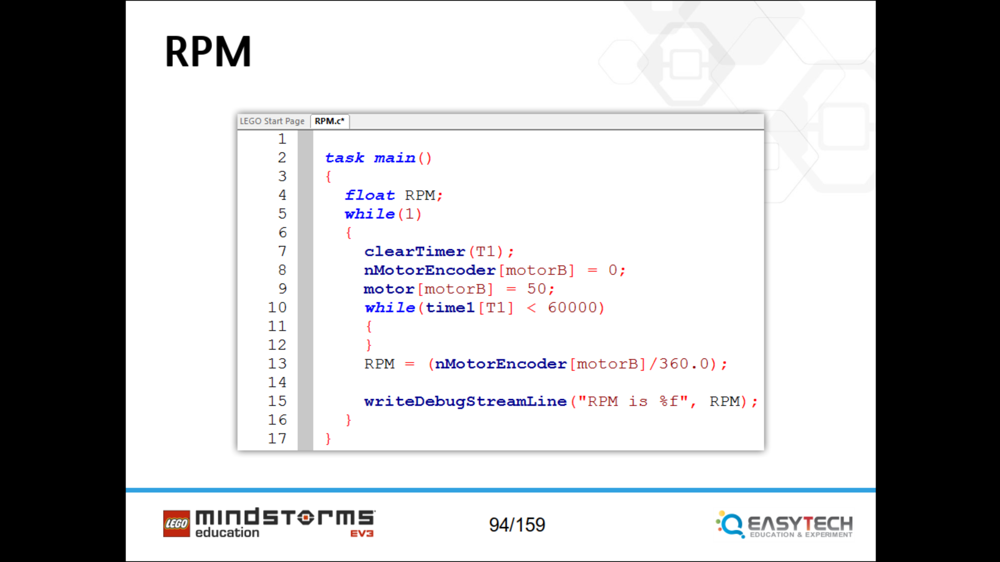 RPM
LEGO Start Page RPM.c*
1
2 task main()
3 {
4 float RPM;
5 while(1)
6 {
7 clearTimer(T1);
8 nMotorEncoder[motorB] = 0;
9 motor[motorB] = 50;
10 while(time1[T1] < 60000)
11 {
12 }
13 RPM = (nMotorEncoder[motorB]/360.0);
14
15 writeDebugStreamLine("RPM is %f", RPM);
16 }
17 }
LEGO mindstorms
education EV3
94/159
EASYTECH
EDUCATION & EXPERIMENT